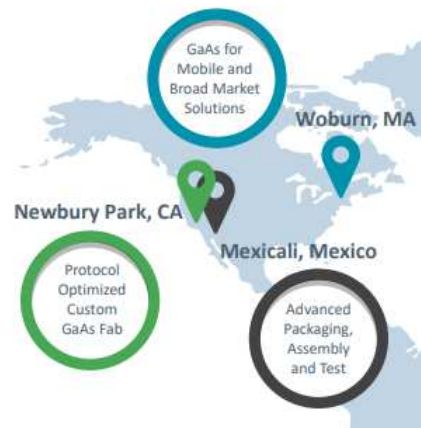 GaAs for
Mobile and
Broad Market
Solutions
Woburn, MA
Newbury Park, CA
Mexicali, Mexico
Protocol
Optimized
Custom
GaAs Fab
Advanced
Packaging,
Assembly
and Test